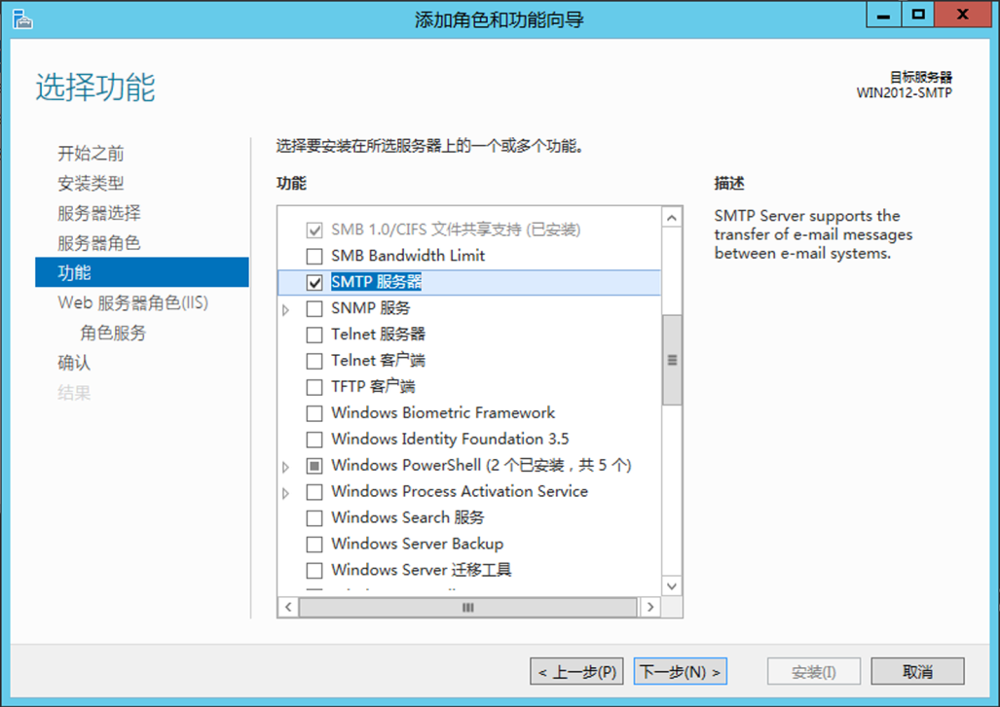 添加角色和功能向导
选择功能
目标服务器
WIN2012-SMTP
开始之前
安装类型
服务器选择
服务器角色
功能
Web 服务器角色(IIS)
角色服务
确认
结果
选择要安装在所选服务器上的一个或多个功能。
功能
SMB 1.0/CIFS 文件共享支持 (已安装)
SMB Bandwidth Limit
SMTP 服务器
SNMP 服务
Telnet 服务器
Telnet 客户端
TFTP 客户端
Windows Biometric Framework
Windows Identity Foundation 3.5
Windows PowerShell (2 个已安装，共 5 个)
Windows Process Activation Service
Windows Search 服务
Windows Server Backup
Windows Server 迁移工具
描述
SMTP Server supports the
transfer of e-mail messages
between e-mail systems.
< 上一步(P)
下一步(N) >
安装(I)
取消